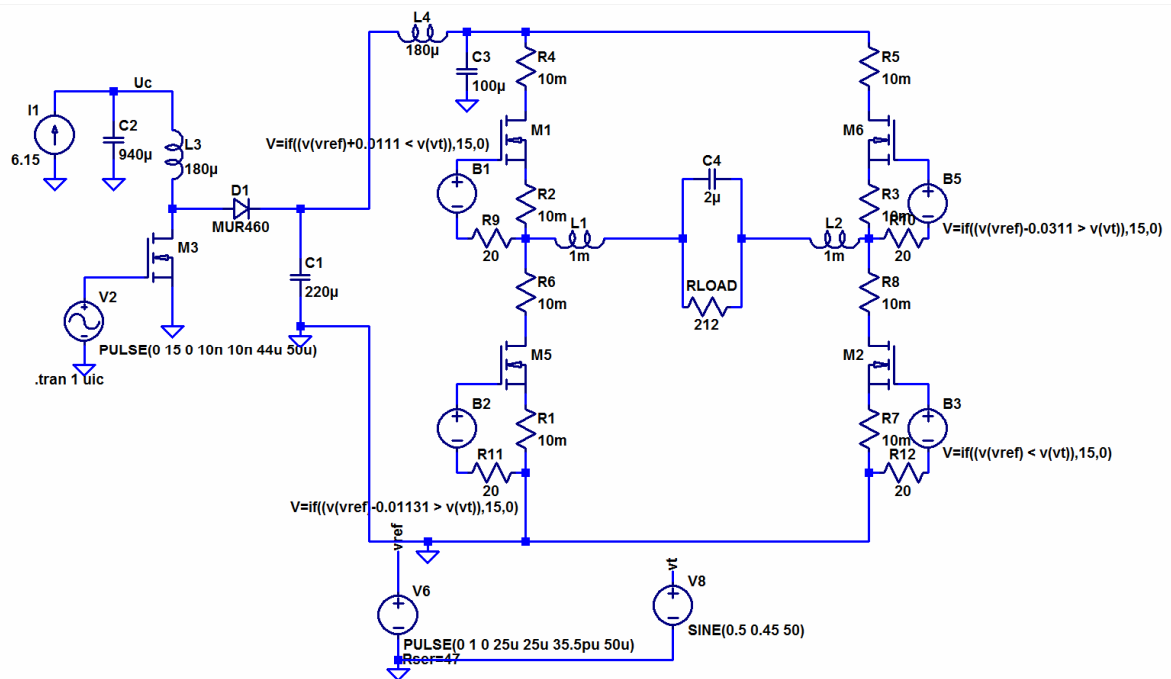 L4
180µ
C3
100µ
R4
10m
R5
10m
Uc
I1
6.15
C2
940µ
L3
180µ
M1
M6
V=if((v(vref)+0.0111 < v(vt)),15,0)
B1
R2
10m
C4
2µ
R3
10m
B5
D1
MUR460
R9
20
L1
1m
L2
1m
R10
20
V=if((v(vref)-0.0311 > v(vt)),15,0)
M3
C1
220µ
R6
10m
RLOAD
212
R8
10m
V2
PULSE(0 15 0 10n 10n 44u 50u)
.tran 1 uic
M5
M2
B2
R1
10m
R7
10m
B3
R11
20
R12
20
V=if((v(vref) < v(vt)),15,0)
V=if((v(vref)-0.01131 > v(vt)),15,0)
vref
vt
V6
PULSE(0 1 0 25u 25u 35.5pu 50u)
Rser=47
V8
SINE(0.5 0.45 50)